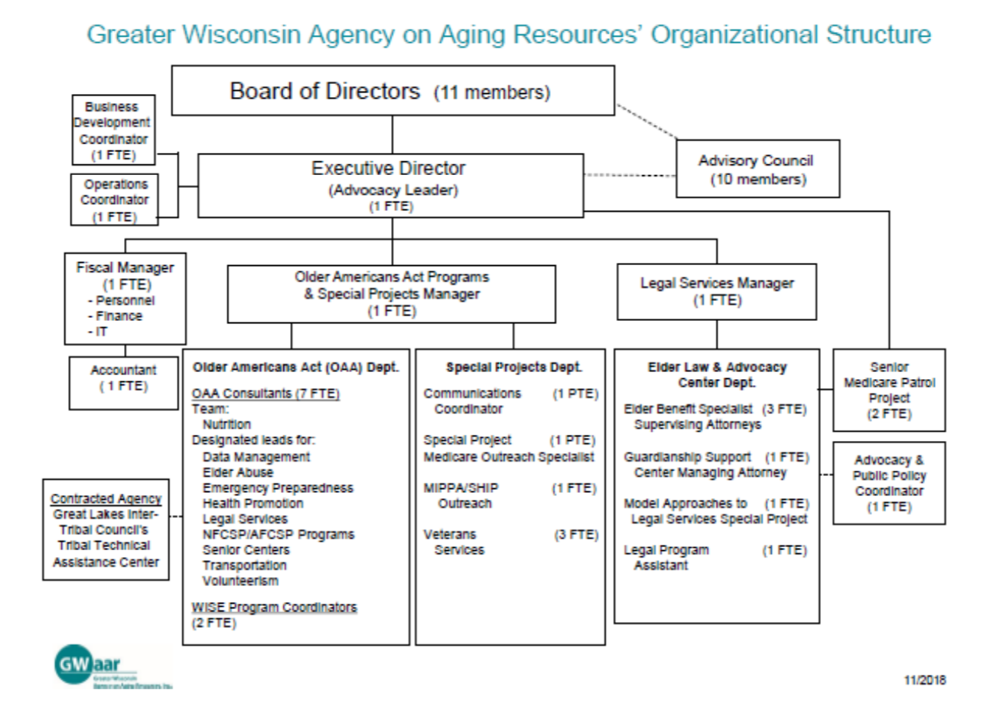 Greater Wisconsin Agency on Aging Resources' Organizational Structure
Board of Directors (11 members)
Business
Development
Coordinator
(1 FTE)
Operations
Coordinator
(1 FTE)
Executive Director
(Advocacy Leader)
(1 FTE)
Advisory Council
(10 members)
Fiscal Manager
(1 FTE)
- Personnel
- Finance
- IT
Accountant
( 1 FTE)
Older Americans Act Programs
& Special Projects Manager
(1 FTE)
Legal Services Manager
(1 FTE)
Contracted Agency
Great Lakes Inter-
Tribal Council's
Tribal Technical
Assistance Center
Older Americans Act (OAA) Dept.
OAA Consultants (7 FTE)
Team:
Nutrition
Designated leads for:
Data Management
Elder Abuse
Emergency Preparedness
Health Promotion
Legal Services
NFCSP/AFCSP Programs
Senior Centers
Transportation
Volunteerism
WISE Program Coordinators
(2 FTE)
Special Projects Dept.
Communications (1 PTE)
Coordinator
Special Project (1 PTE)
Medicare Outreach Specialist
MIPPA/SHIP (1 FTE)
Outreach
Veterans (3 FTE)
Services
Elder Law & Advocacy
Center Dept.
Elder Benefit Specialist (3 FTE)
Supervising Attorneys
Guardianship Support (1 FTE)
Center Managing Attorney
Model Approaches to (1 FTE)
Legal Services Special Project
Legal Program (1 FTE)
Assistant
Senior
Medicare Patrol
Project
(2 FTE)
Advocacy &
Public Policy
Coordinator
(1 FTE)
GWaar
Greater Wisconsin
Agency on Aging Resources, Inc.
11/2018